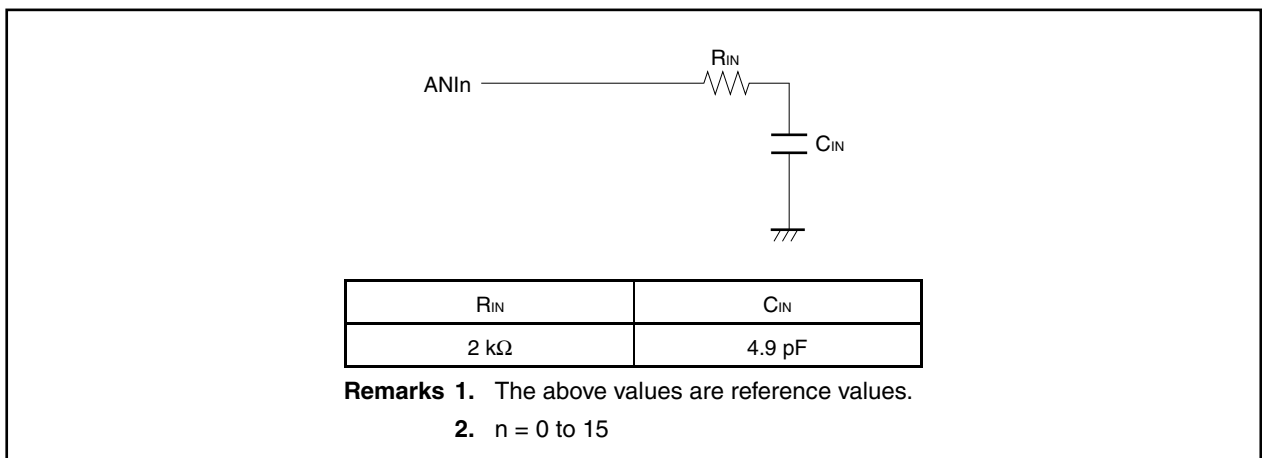 RIN
ANIn
CIN
RIN CIN
2 kΩ 4.9 pF
Remarks 1. The above values are reference values.
2. n = 0 to 15